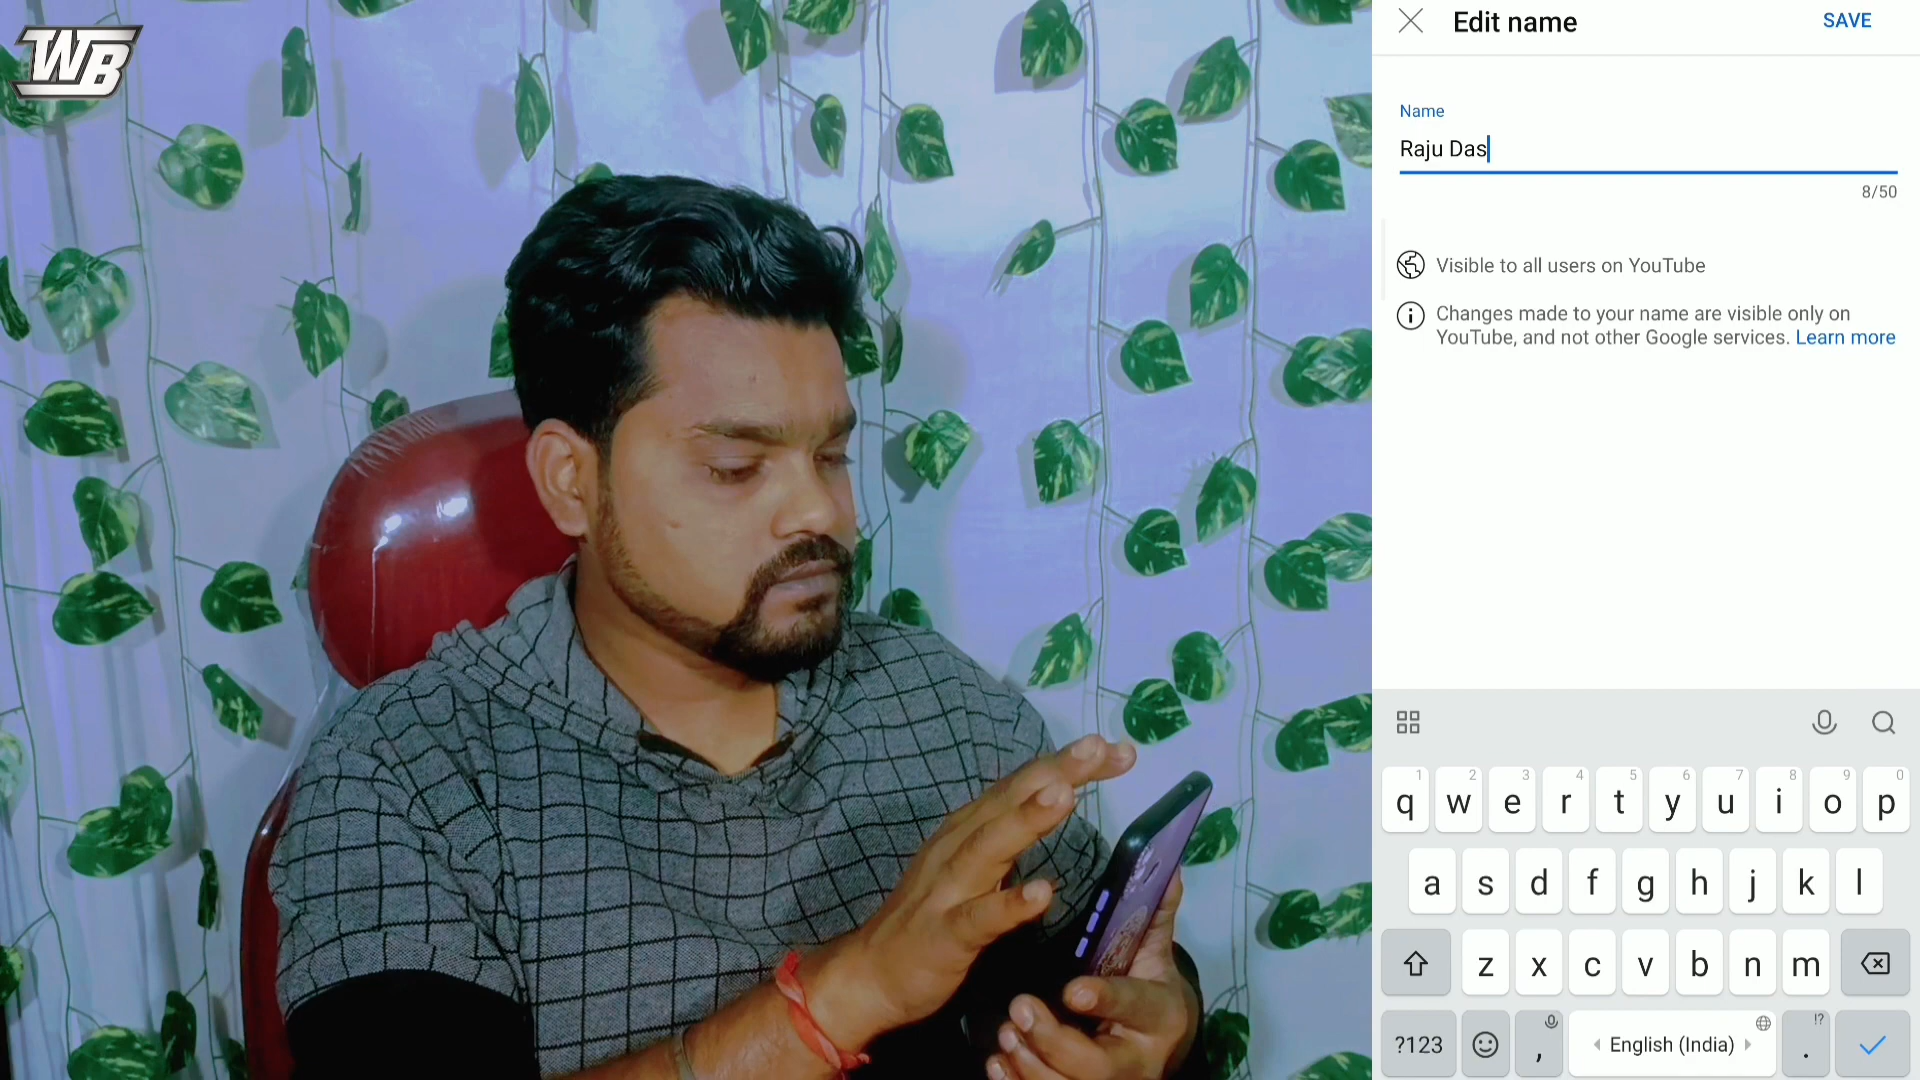 WB
Edit name
SAVE
Name
Raju Das
8/50
Visible to all users on YouTube
Changes made to your name are visible only on
YouTube, and not other Google services. Learn more
1 2 3 4 5 6 7 8 9 0
q w e r t y u i o p
a s d f g h j k l
z x c v b n m
!?
?123 , English (India) .